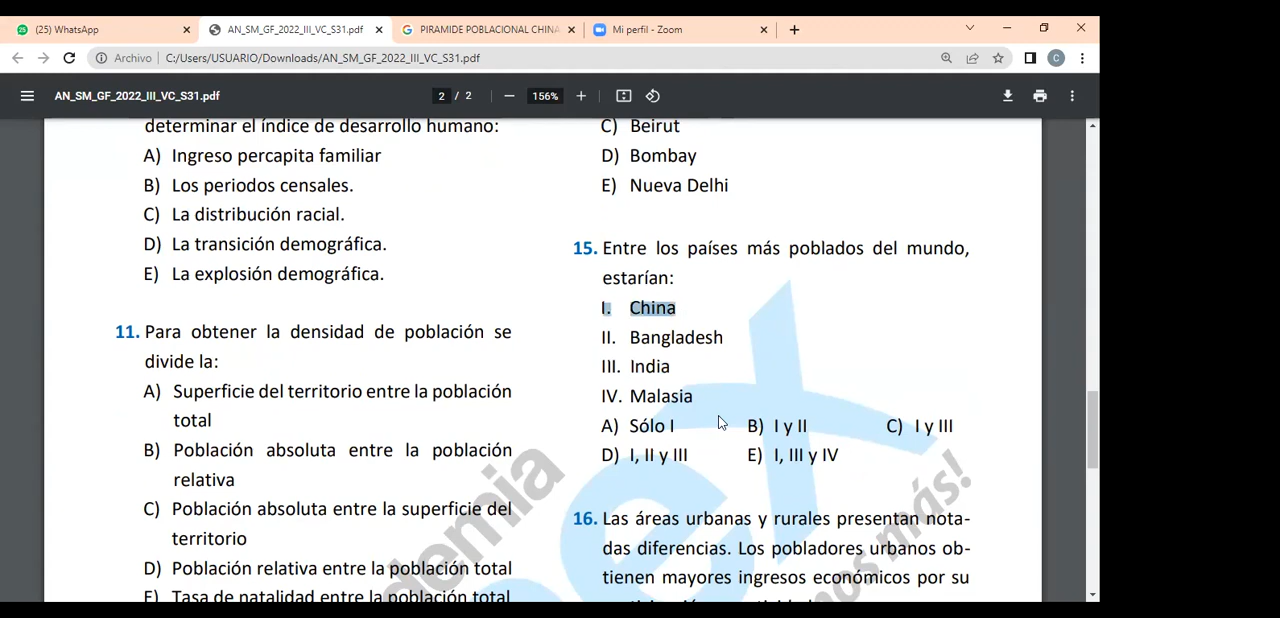 (25) WhatsApp
AN_SM_GF_2022_III_VC_S31.pdf
PIRAMIDE POBLACIONAL CHINA
Mi perfil - Zoom
Archivo
C:/Users/USUARIO/Downloads/AN_SM_GF_2022_III_VC_S31.pdf
C
AN_SM_GF_2022_III_VC_S31.pdf
2 / 2
156%
determinar el índice de desarrollo humano:
A) Ingreso percapita familiar
B) Los periodos censales.
C) La distribución racial.
D) La transición demográfica.
E) La explosión demográfica.
11. Para obtener la densidad de población se
divide la:
A) Superficie del territorio entre la población
total
B) Población absoluta entre la población
relativa
C) Población absoluta entre la superficie del
territorio
D) Población relativa entre la población total
E) Tasa de natalidad entre la población total
C) Beirut
D) Bombay
E) Nueva Delhi
15. Entre los países más poblados del mundo,
estarían:
I. China
II. Bangladesh
III. India
IV. Malasia
A) Sólo I B) I y II C) I y III
D) I, II y III E) I, III y IV
16. Las áreas urbanas y rurales presentan nota-
das diferencias. Los pobladores urbanos ob-
tienen mayores ingresos económicos por su